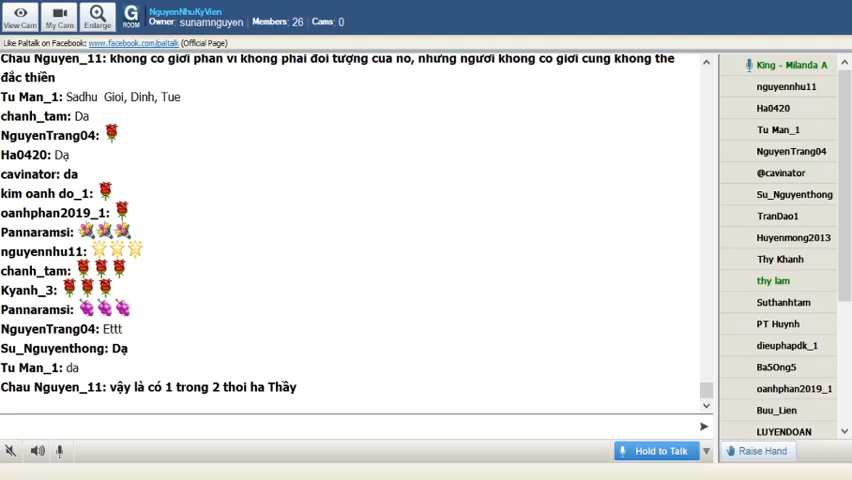 View Cam
My Cam
Enlarge
G
ROOM
NguyenNhuKyVien
Owner: sunamnguyen Members: 26 Cams: 0
Like Paltalk on Facebook: www.facebook.com/paltalk (Official Page)
Chau Nguyen_11: không có giới phần vì không phải đối tượng của nó, nhưng người không có giới cũng không thể
đắc thiền
Tu Man_1: Sadhu Gioi, Dinh, Tue
chanh_tam: Da
NguyenTrang04:
Ha0420: Dạ
cavinator: da
kim oanh do_1:
oanhphan2019_1:
Pannaramsi:
nguyennhu11:
chanh_tam:
Kyanh_3:
Pannaramsi:
NguyenTrang04: Ettt
Su_Nguyenthong: Dạ
Tu Man_1: da
Chau Nguyen_11: vậy là có 1 trong 2 thoi ha Thầy
Hold to Talk
King - Milanda A
nguyennhu11
Ha0420
Tu Man_1
NguyenTrang04
@cavinator
Su_Nguyenthong
TranDao1
Huyenmong2013
Thy Khanh
thy lam
Suthanhtam
PT Huynh
dieuphapdk_1
Ba5Ong5
oanhphan2019_1
Buu_Lien
LUYENDOAN
Raise Hand